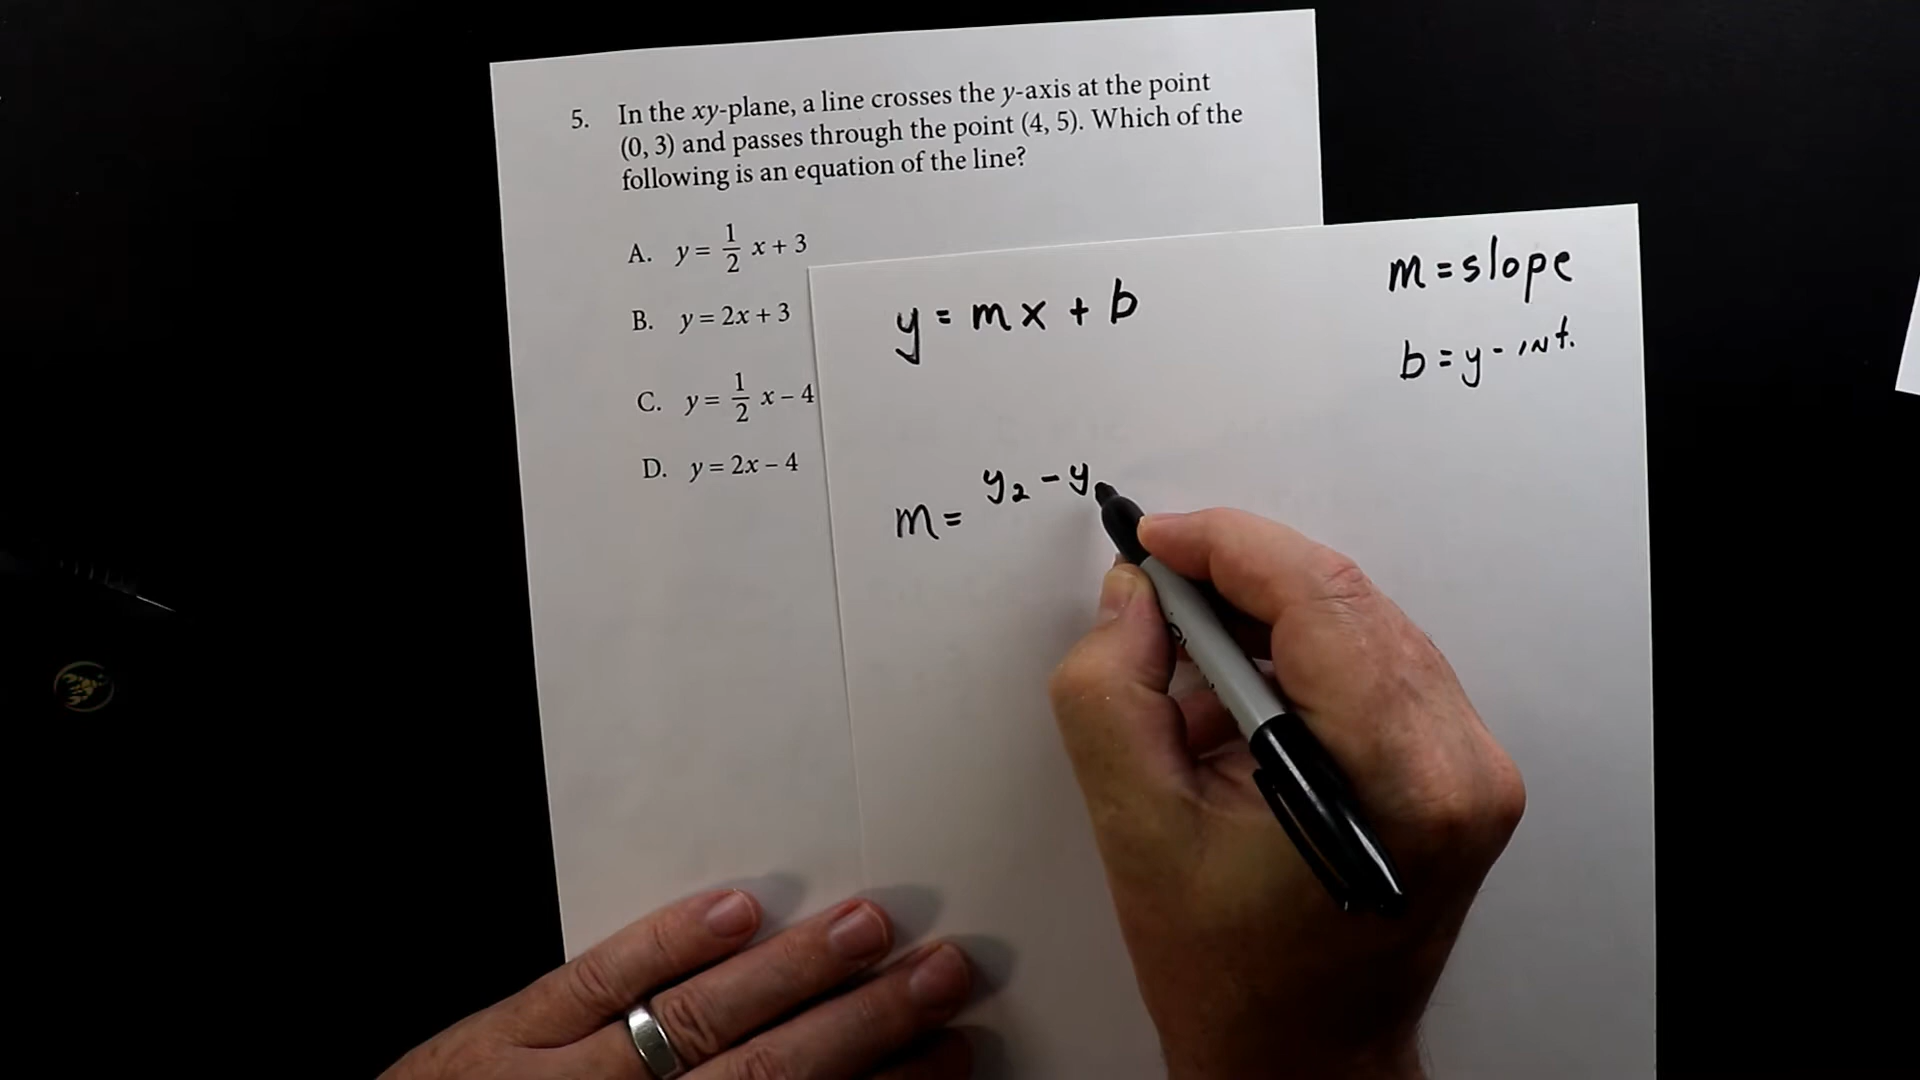 5. In the xy-plane, a line crosses the y-axis at the point
(0, 3) and passes through the point (4, 5). Which of the
following is an equation of the line?
A. y = 1/2 x + 3
B. y = 2x + 3
C. y = 1/2 x – 4
D. y = 2x – 4
y = mx + b
m = slope
b = y-int.
m = y₂ - y